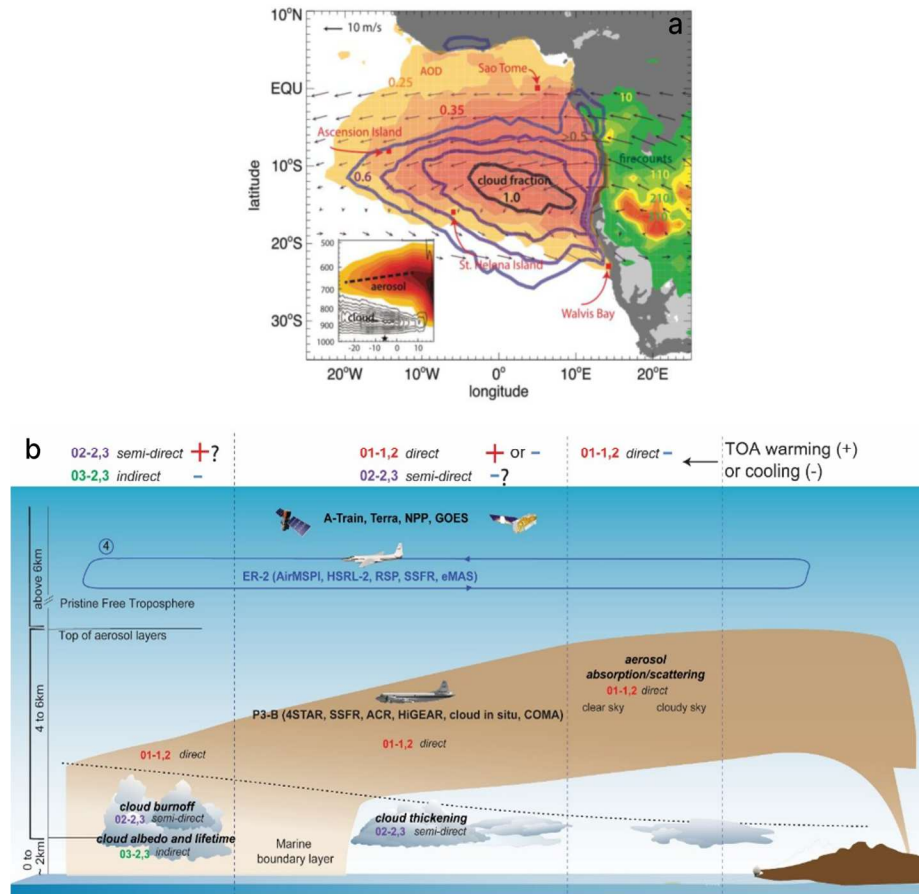 a
10°N
EQU
10°S
20°S
30°S
latitude
10 m/s
AOD
0.25
Sao Tome
0.35
10
>0.5
Ascension Island
firecounts
0.6
cloud fraction
110
1.0
210
St. Helena Island
500
600
700
800
900
1000
aerosol
cloud
-20
-10
0
10
Walvis Bay
20°W
10°W
0°
10°E
20°E
longitude
b
02-2,3 semi-direct +?
03-2,3 indirect -
01-1,2 direct + or -
02-2,3 semi-direct -?
01-1,2 direct -
TOA warming (+)
or cooling (-)
above 6km
4 to 6km
0 to
~ 2km
A-Train, Terra, NPP, GOES
4
ER-2 (AirMSPI, HSRL-2, RSP, SSFR, eMAS)
Pristine Free Troposphere
Top of aerosol layers
aerosol
absorption/scattering
01-1,2 direct
clear sky cloudy sky
P3-B (4STAR, SSFR, ACR, HiGEAR, cloud in situ, COMA)
01-1,2 direct
01-1,2 direct
cloud burnoff
02-2,3 semi-direct
cloud albedo and lifetime
03-2,3 indirect
Marine
boundary layer
cloud thickening
02-2,3 semi-direct